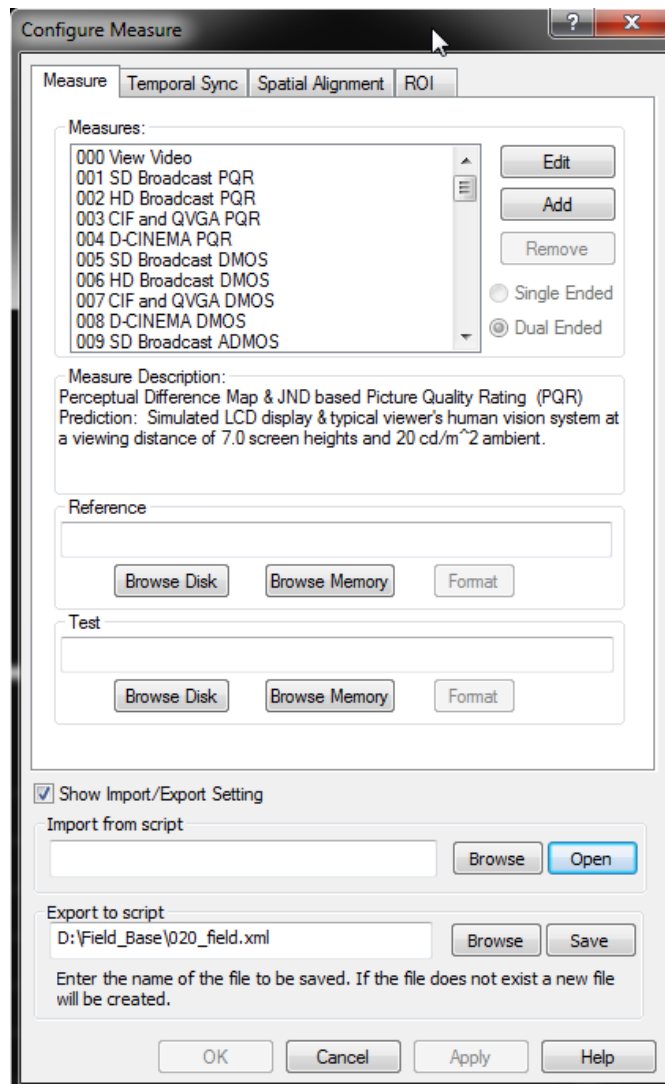 Configure Measure
?
X
Measure
Temporal Sync
Spatial Alignment
ROI
Measures:
000 View Video
001 SD Broadcast PQR
002 HD Broadcast PQR
003 CIF and QVGA PQR
004 D-CINEMA PQR
005 SD Broadcast DMOS
006 HD Broadcast DMOS
007 CIF and QVGA DMOS
008 D-CINEMA DMOS
009 SD Broadcast ADMOS
Edit
Add
Remove
Single Ended
Dual Ended
Measure Description:
Perceptual Difference Map & JND based Picture Quality Rating (PQR)
Prediction: Simulated LCD display & typical viewer's human vision system at
a viewing distance of 7.0 screen heights and 20 cd/m^2 ambient.
Reference
Browse Disk
Browse Memory
Format
Test
Browse Disk
Browse Memory
Format
Show Import/Export Setting
Import from script
Browse
Open
Export to script
D:\Field_Base\020_field.xml
Browse
Save
Enter the name of the file to be saved. If the file does not exist a new file
will be created.
OK
Cancel
Apply
Help